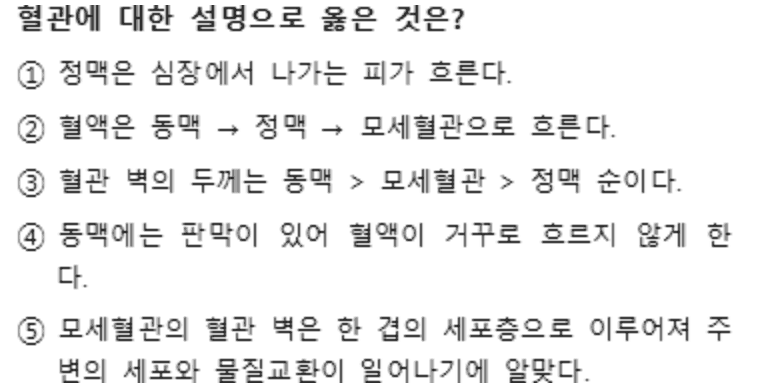 혈관에 대한 설명으로 옳은 것은?
① 정맥은 심장에서 나가는 피가 흐른다.
② 혈액은 동맥 → 정맥 → 모세혈관으로 흐른다.
③ 혈관 벽의 두께는 동맥 > 모세혈관 > 정맥 순이다.
④ 동맥에는 판막이 있어 혈액이 거꾸로 흐르지 않게 한
다.
⑤ 모세혈관의 혈관 벽은 한 겹의 세포층으로 이루어져 주
변의 세포와 물질교환이 일어나기에 알맞다.